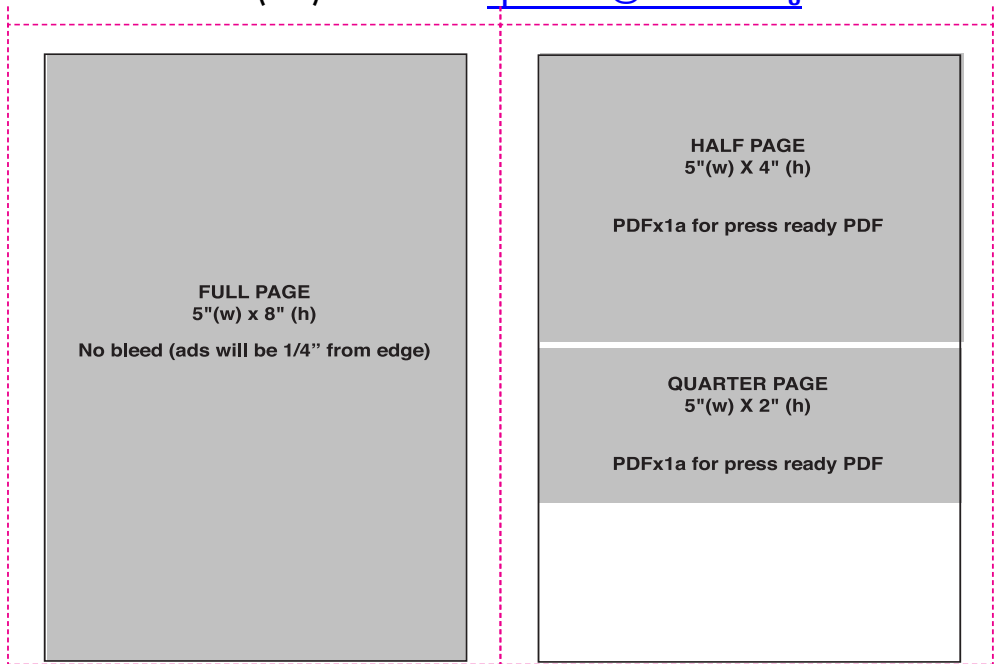 FULL PAGE
5"(w) x 8" (h)
No bleed (ads will be 1/4” from edge)
HALF PAGE
5"(w) X 4" (h)
PDFx1a for press ready PDF
QUARTER PAGE
5"(w) X 2" (h)
PDFx1a for press ready PDF